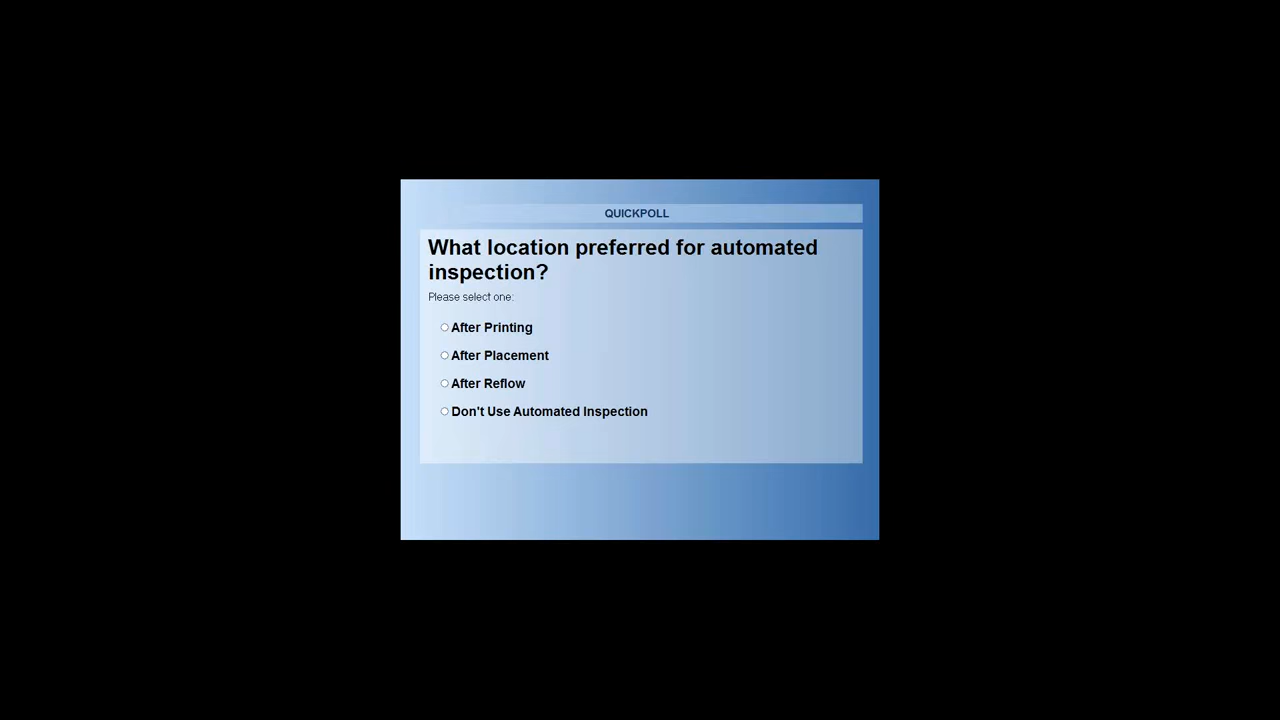 QUICKPOLL
What location preferred for automated
inspection?
Please select one:
After Printing
After Placement
After Reflow
Don't Use Automated Inspection